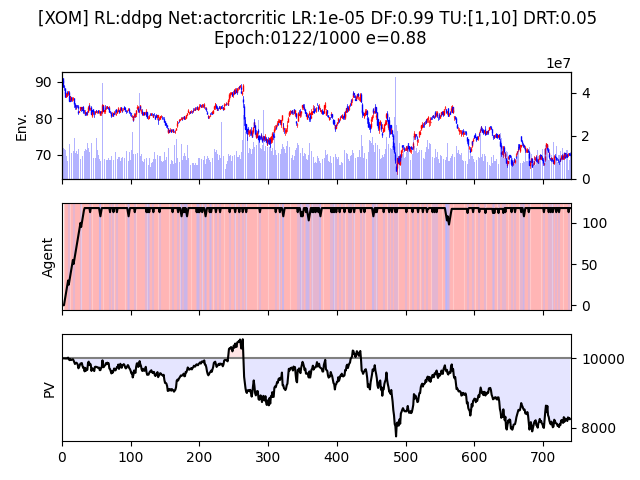 [XOM] RL:ddpg Net:actorcritic LR:1e-05 DF:0.99 TU:[1,10] DRT:0.05
Epoch:0122/1000 e=0.88
1e7
Env.
90
80
70
4
2
0
Agent
100
50
0
PV
10000
8000
0 100 200 300 400 500 600 700